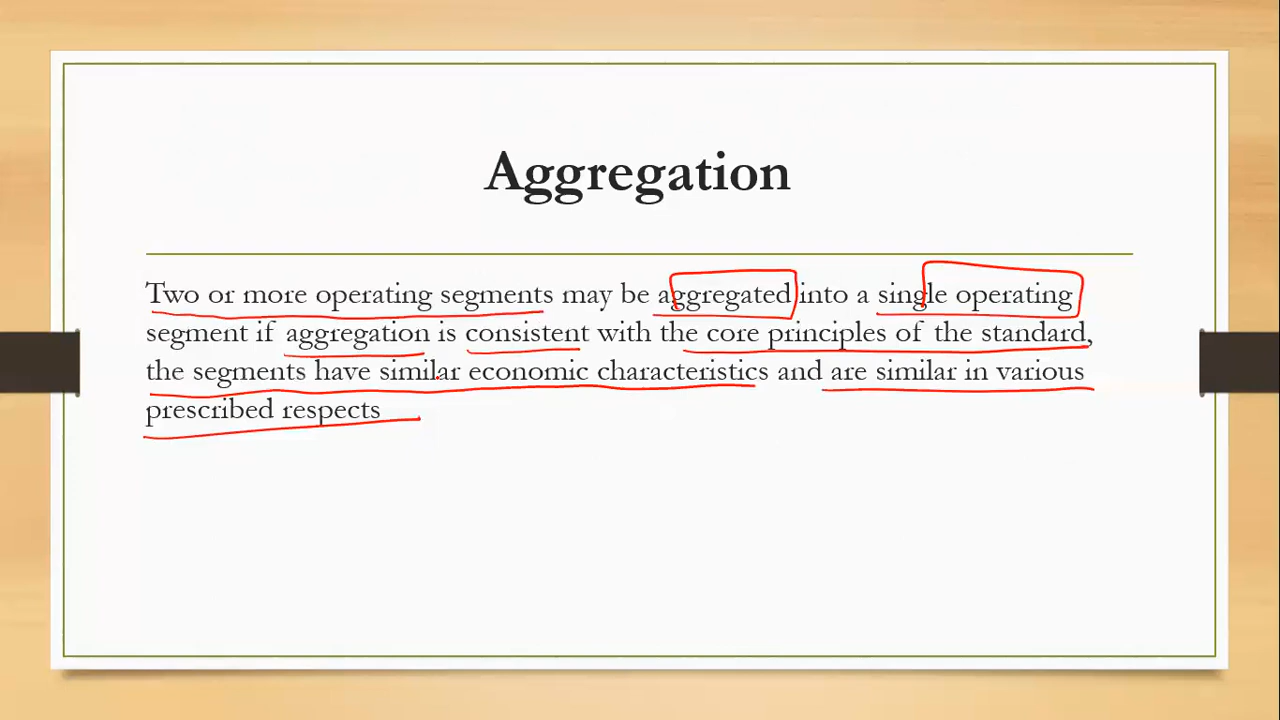 Aggregation
Two or more operating segments may be aggregated into a single operating
segment if aggregation is consistent with the core principles of the standard,
the segments have similar economic characteristics and are similar in various
prescribed respects